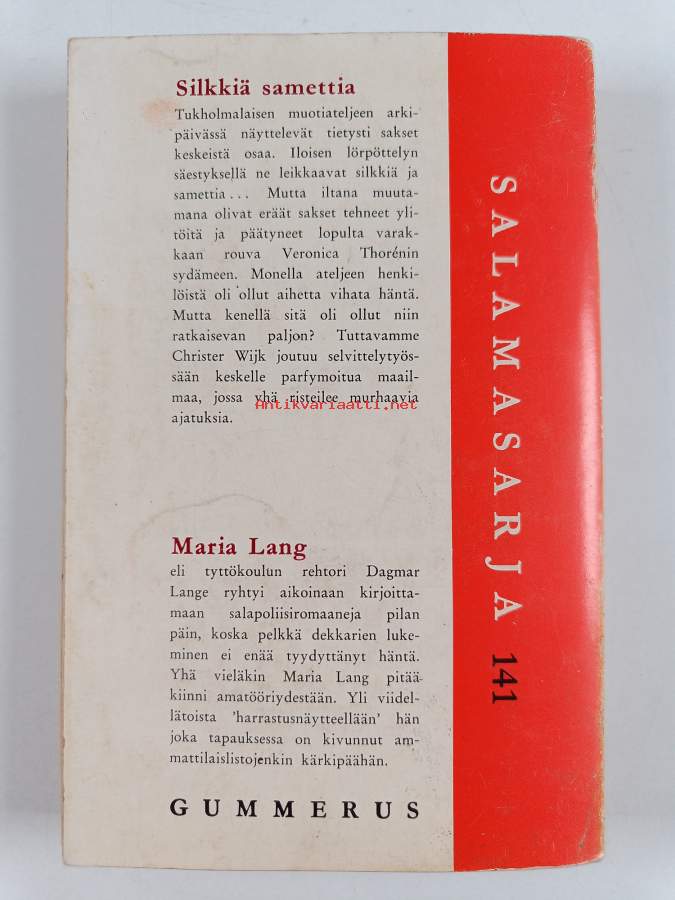 Silkkiä samettia
Tukholmalaisen muotiateljeen arki-
päivässä näyttelevät tietysti sakset
keskeistä osaa. Iloisen lörpöttelyn
säestyksellä ne leikkaavat silkkiä ja
samettia... Mutta iltana muuta-
mana olivat eräät sakset tehneet yli-
töitä ja päätyneet lopulta varak-
kaan rouva Veronica Thorénin
sydämeen. Monella ateljeen henki-
löistä oli ollut aihetta vihata häntä.
Mutta kenellä sitä oli ollut niin
ratkaisevan paljon? Tuttavamme
Christer Wijk joutuu selvittelytyös-
sään keskelle parfymoitua maail-
maa, jossa yhä risteilee murhaavia
Antikvariaatti.net
ajatuksia.
Maria Lang
eli tyttökoulun rehtori Dagmar
Lange ryhtyi aikoinaan kirjoitta-
maan salapoliisiromaaneja pilan
päin, koska pelkkä dekkarien luke-
minen ei enää tyydyttänyt häntä.
Yhä vieläkin Maria Lang pitää
kiinni amatööriydestään. Yli viidel-
lätoista 'harrastusnäytteellään' hän
joka tapauksessa on kivunnut am-
mattilaislistojenkin kärkipäähän.
GUMMERUS
SALAMASARJA 141